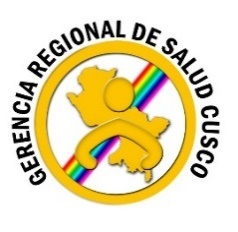 GERENCIA REGIONAL DE SALUD CUSCO